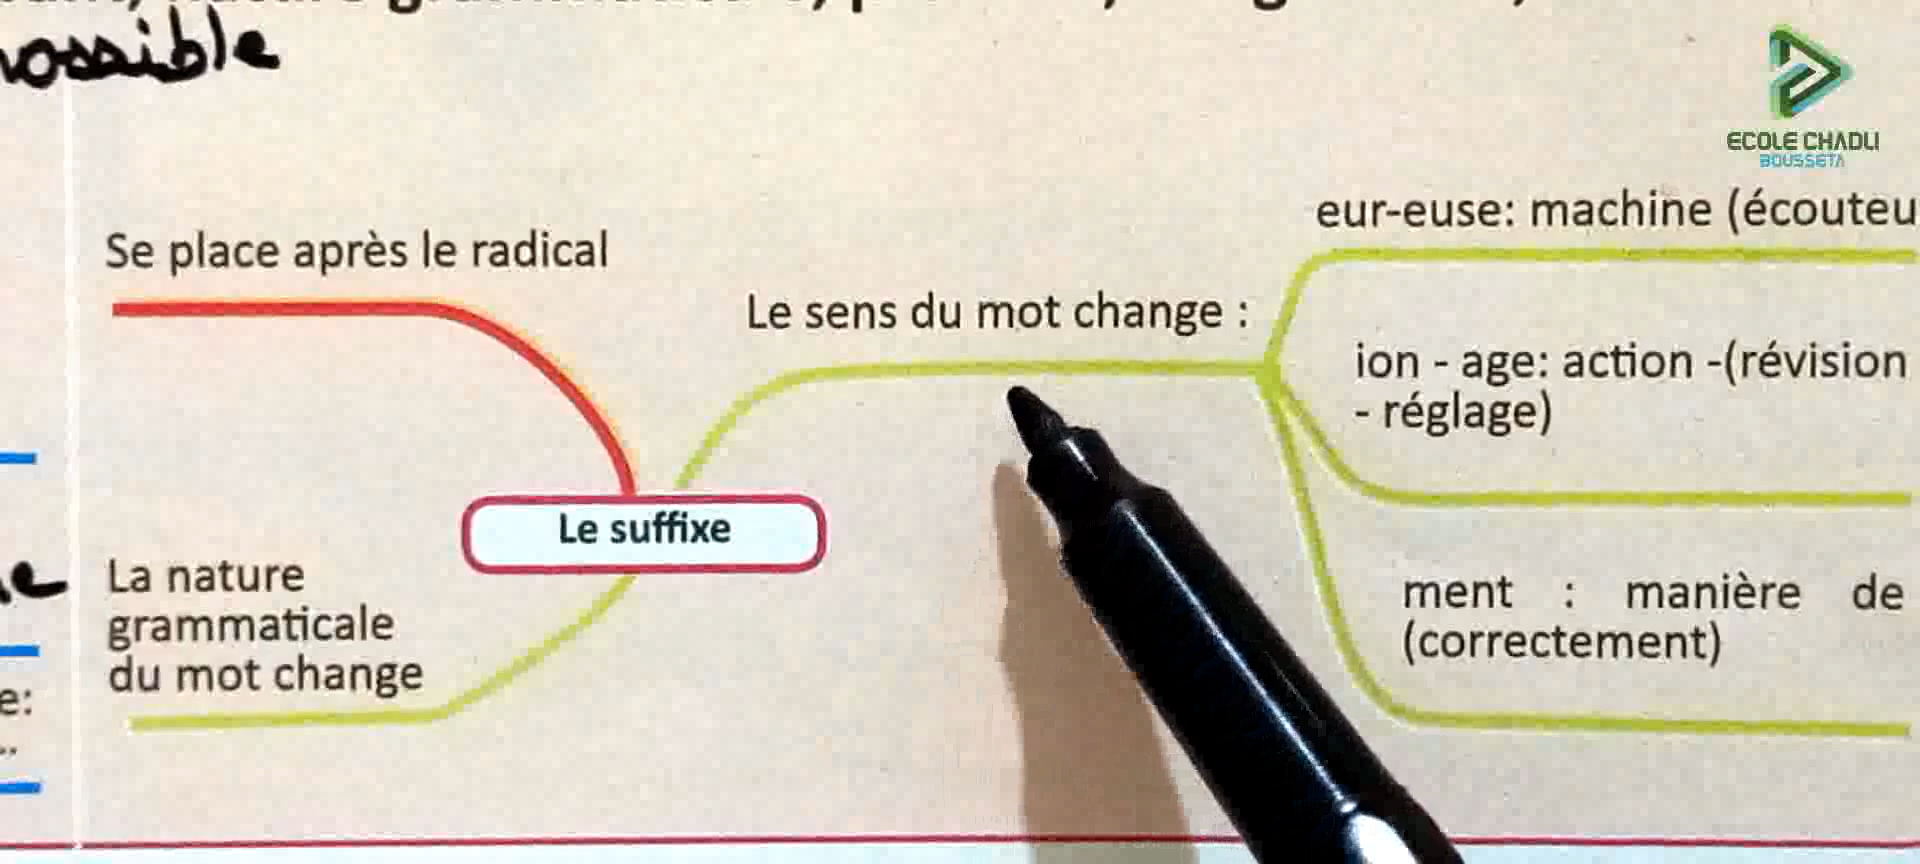 ECOLE CHADLI
BOUSSETA
eur-euse: machine (écouteu
Se place après le radical
Le sens du mot change :
ion - age: action -(révision
- réglage)
Le suffixe
La nature
grammaticale
du mot change
ment : manière de
(correctement)